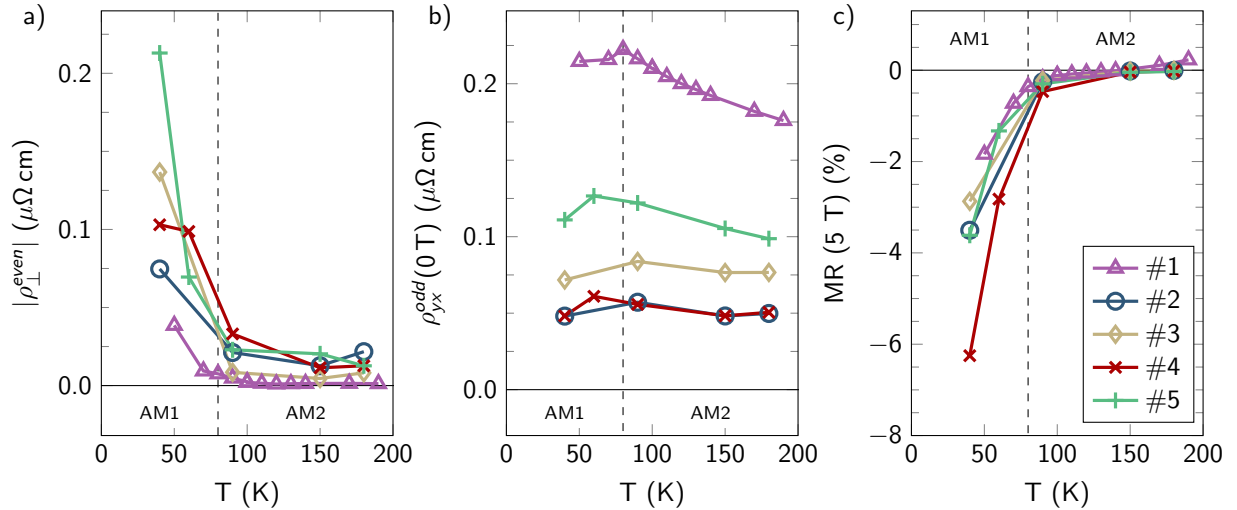 a)
|ρ⊥^even| (μΩ cm)
0.2
0.1
0.0
AM1
AM2
0
50
100
150
200
T (K)
b)
ρyx^odd(0 T) (μΩ cm)
0.2
0.1
0.0
AM1
AM2
50
100
150
200
T (K)
c)
MR (5 T) (%)
0
−2
−4
−6
−8
AM1
AM2
#1
#2
#3
#4
#5
0
50
100
150
200
T (K)